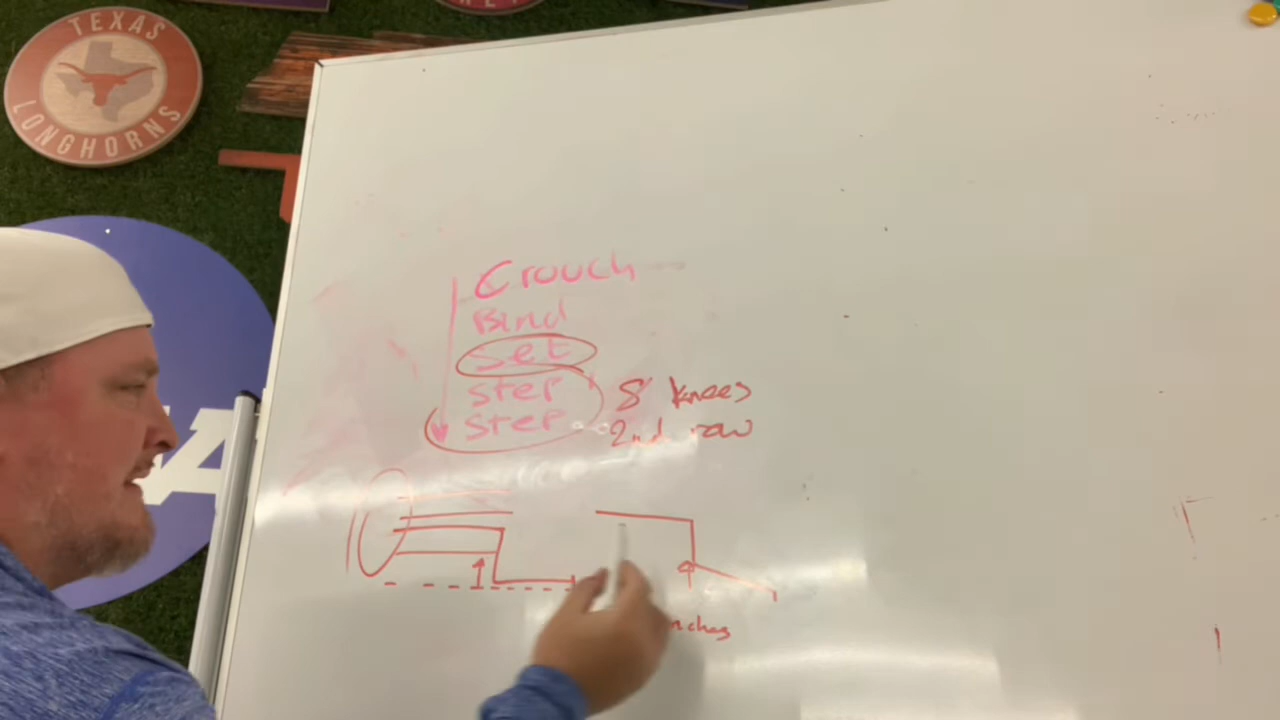 TEXAS
LONGHORNS
Crouch
Bind
Set
Step
Step
8 knees
2nd row